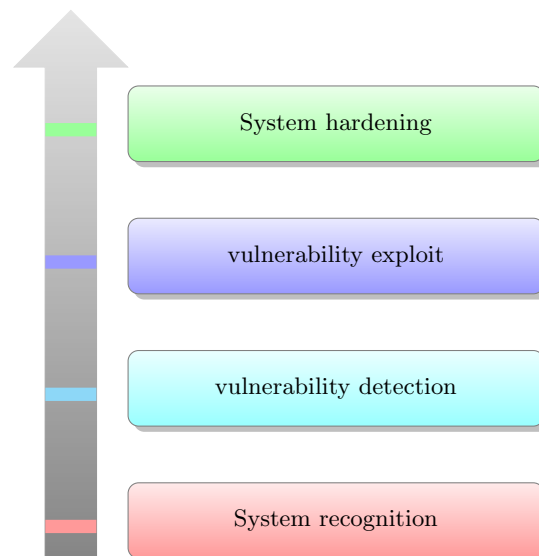 System hardening
vulnerability exploit
vulnerability detection
System recognition